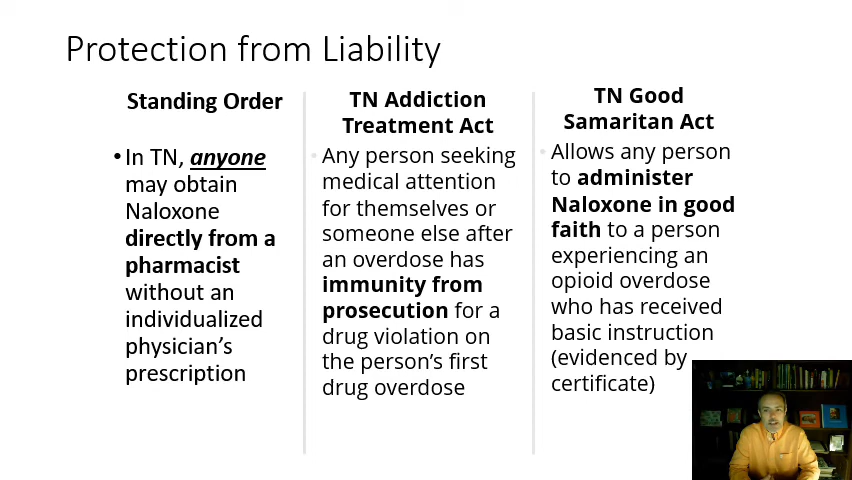 Protection from Liability
Standing Order
• In TN, anyone
may obtain
Naloxone
directly from a
pharmacist
without an
individualized
physician's
prescription
TN Addiction
Treatment Act
• Any person seeking
medical attention
for themselves or
someone else after
an overdose has
immunity from
prosecution for a
drug violation on
the person's first
drug overdose
TN Good
Samaritan Act
• Allows any person
to administer
Naloxone in good
faith to a person
experiencing an
opioid overdose
who has received
basic instruction
(evidenced by
certificate)